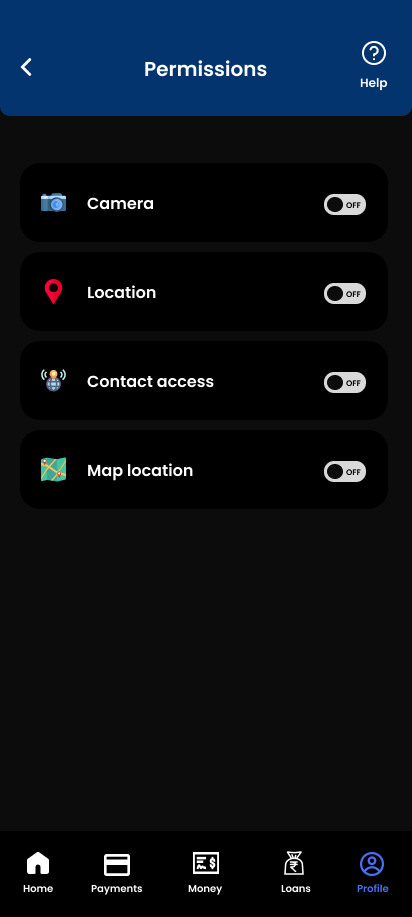 Permissions
Help
Camera
OFF
Location
OFF
Contact access
OFF
Map location
OFF
Home
Payments
Money
Loans
Profile